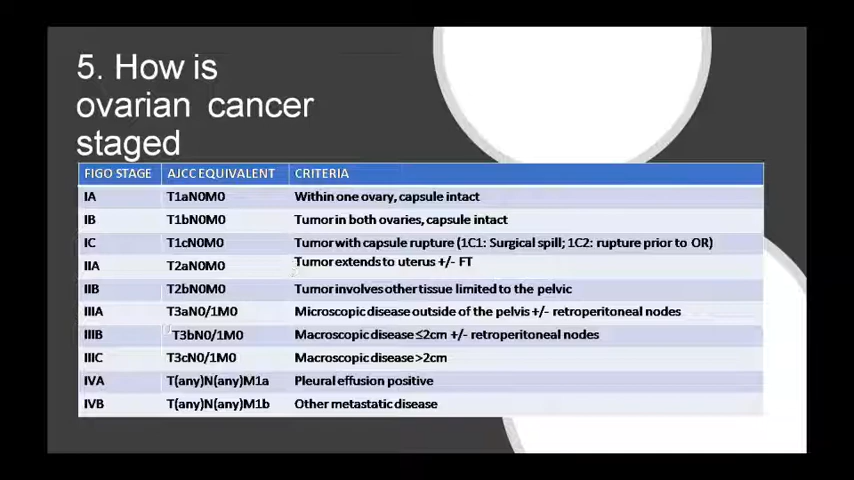 5. How is
ovarian cancer
staged
FIGO STAGE AJCC EQUIVALENT CRITERIA
IA T1aN0M0 Within one ovary, capsule intact
IB T1bN0M0 Tumor in both ovaries, capsule intact
IC T1cN0M0 Tumor with capsule rupture (1C1: Surgical spill; 1C2: rupture prior to OR)
IIA T2aN0M0 Tumor extends to uterus +/- FT
IIB T2bN0M0 Tumor involves other tissue limited to the pelvic
IIIA T3aN0/1M0 Microscopic disease outside of the pelvis +/- retroperitoneal nodes
IIIB T3bN0/1M0 Macroscopic disease ≤2cm +/- retroperitoneal nodes
IIIC T3cN0/1M0 Macroscopic disease >2cm
IVA T(any)N(any)M1a Pleural effusion positive
IVB T(any)N(any)M1b Other metastatic disease